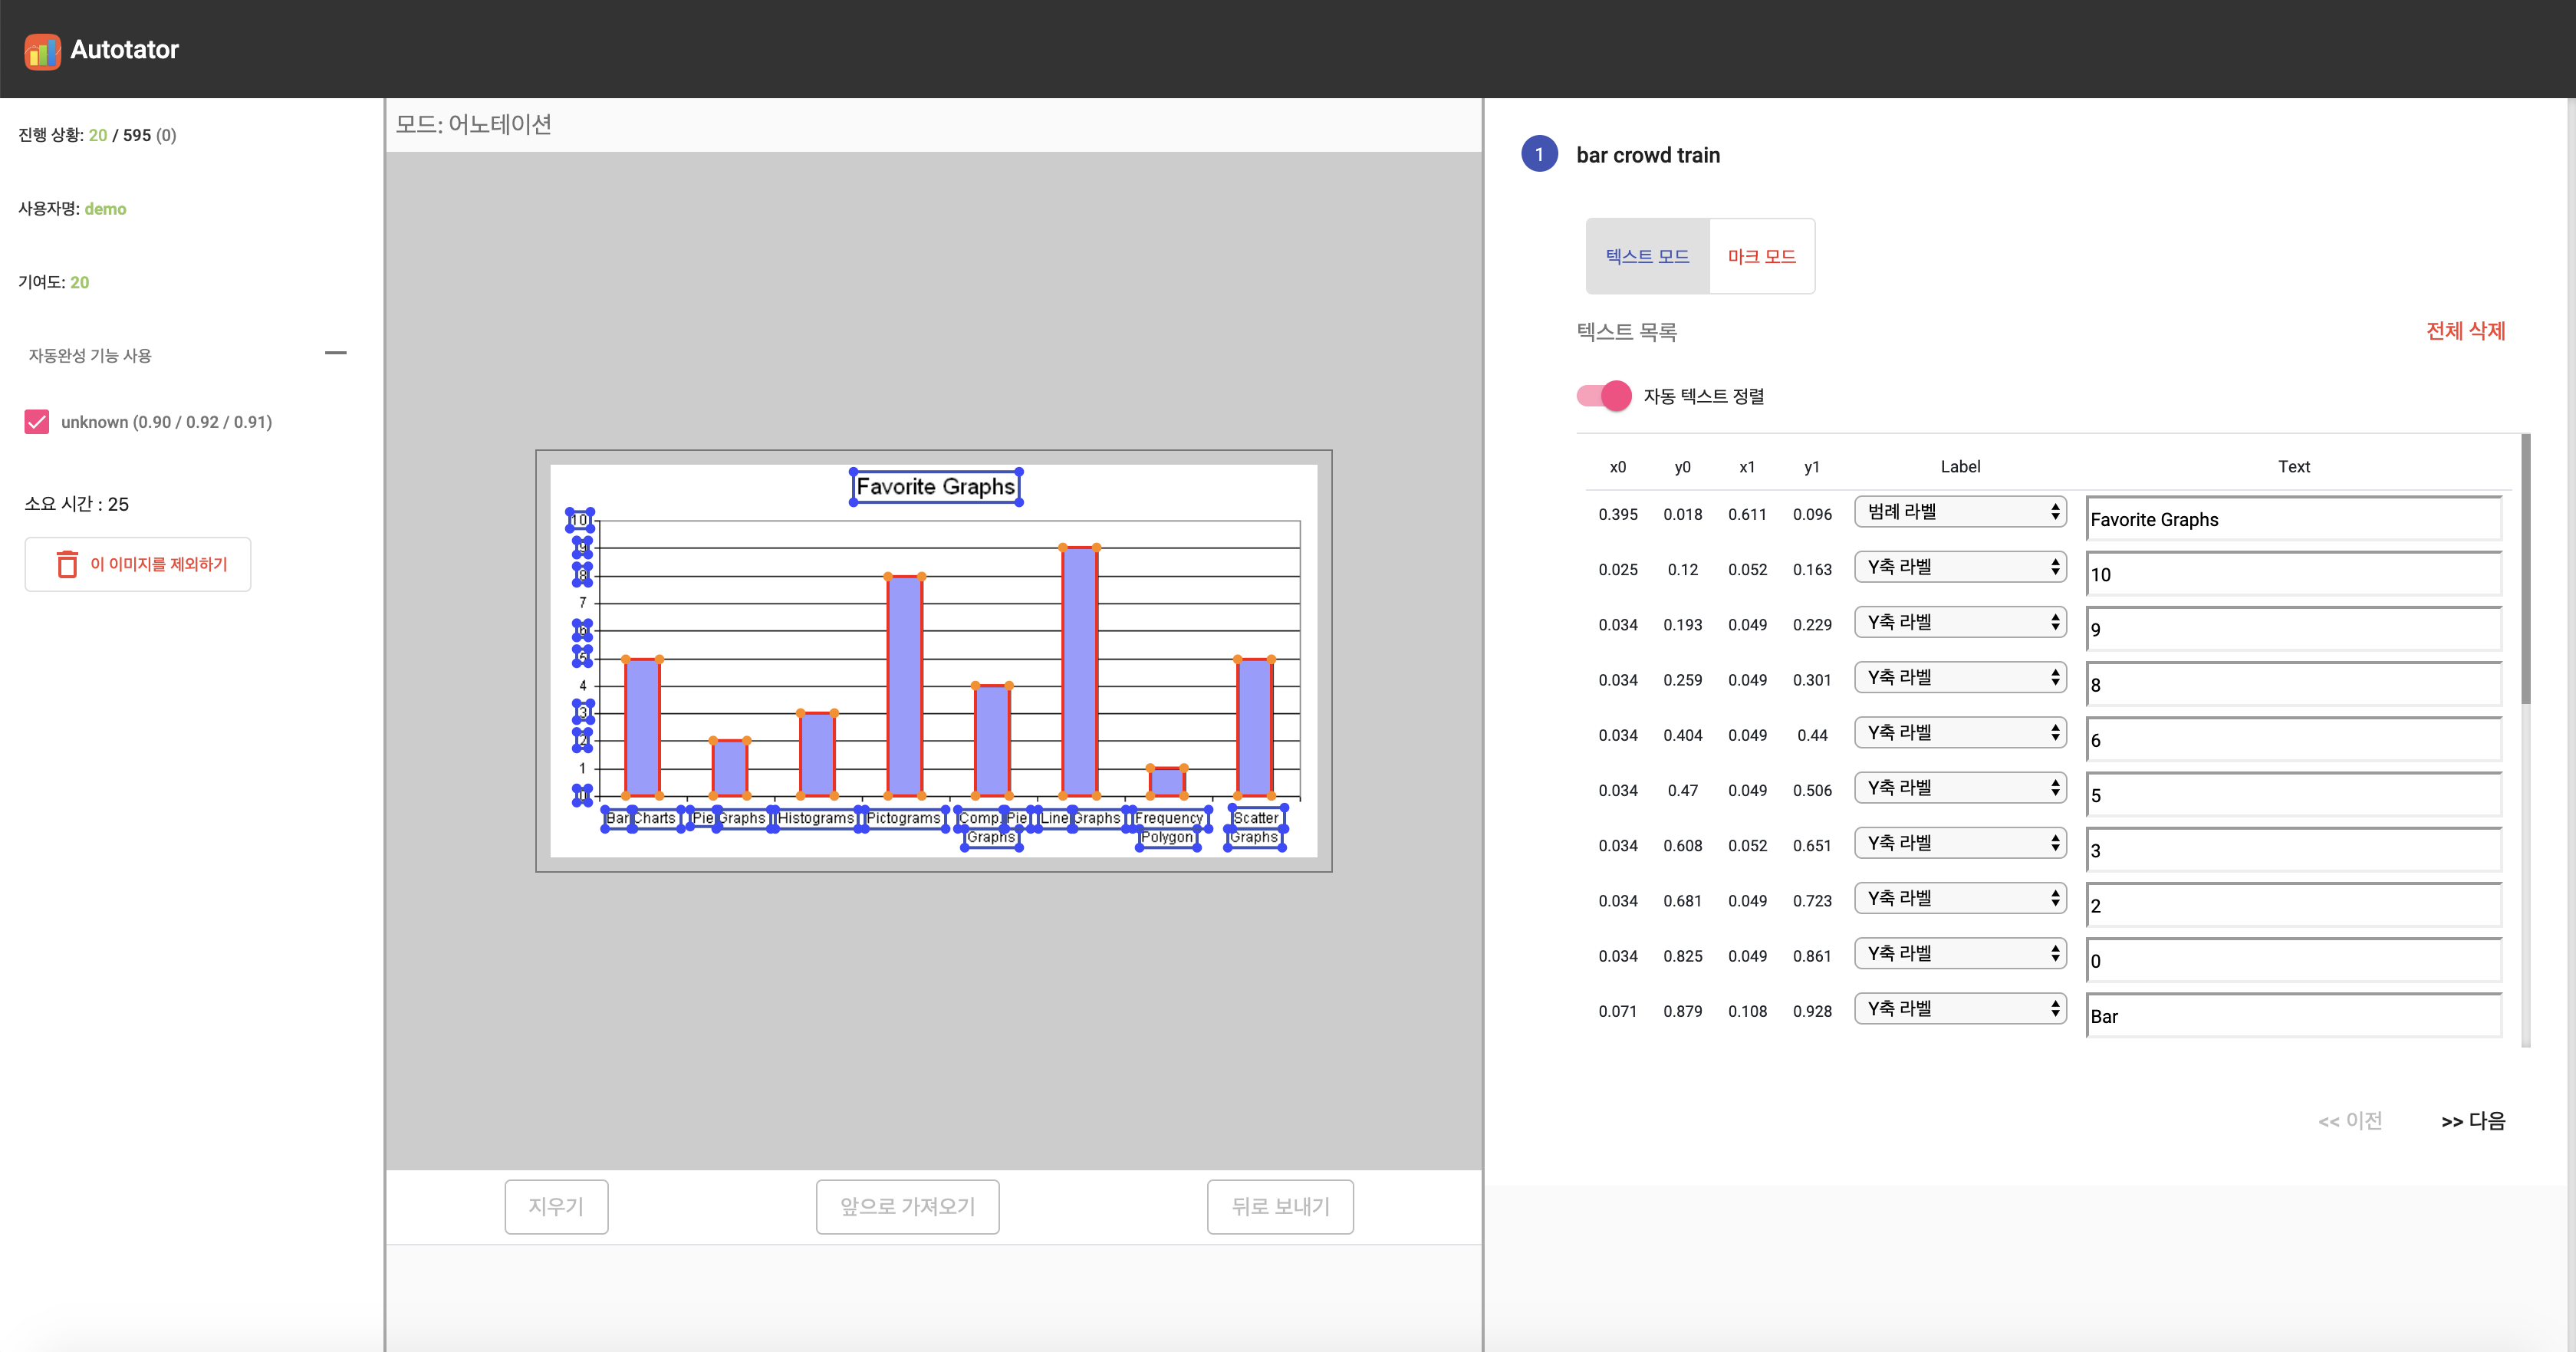 Autotator
진행 상황: 20 / 595 (0)
사용자명: demo
기여도: 20
자동완성 기능 사용
unknown (0.90 / 0.92 / 0.91)
소요 시간 : 25
이 이미지를 제외하기
모드: 어노테이션
Favorite Graphs
10
9
8
7
6
5
4
3
2
1
0
Bar Charts
Pie Graphs
Histograms
Pictograms
Comp. Pie
Graphs
Line Graphs
Frequency
Polygon
Scatter
Graphs
지우기
앞으로 가져오기
뒤로 보내기
1 bar crowd train
텍스트 모드 마크 모드
텍스트 목록 전체 삭제
자동 텍스트 정렬
x0 y0 x1 y1 Label Text
0.395 0.018 0.611 0.096 범례 라벨 Favorite Graphs
0.025 0.12 0.052 0.163 Y축 라벨 10
0.034 0.193 0.049 0.229 Y축 라벨 9
0.034 0.259 0.049 0.301 Y축 라벨 8
0.034 0.404 0.049 0.44 Y축 라벨 6
0.034 0.47 0.049 0.506 Y축 라벨 5
0.034 0.608 0.052 0.651 Y축 라벨 3
0.034 0.681 0.049 0.723 Y축 라벨 2
0.034 0.825 0.049 0.861 Y축 라벨 0
0.071 0.879 0.108 0.928 Y축 라벨 Bar
<< 이전 >> 다음